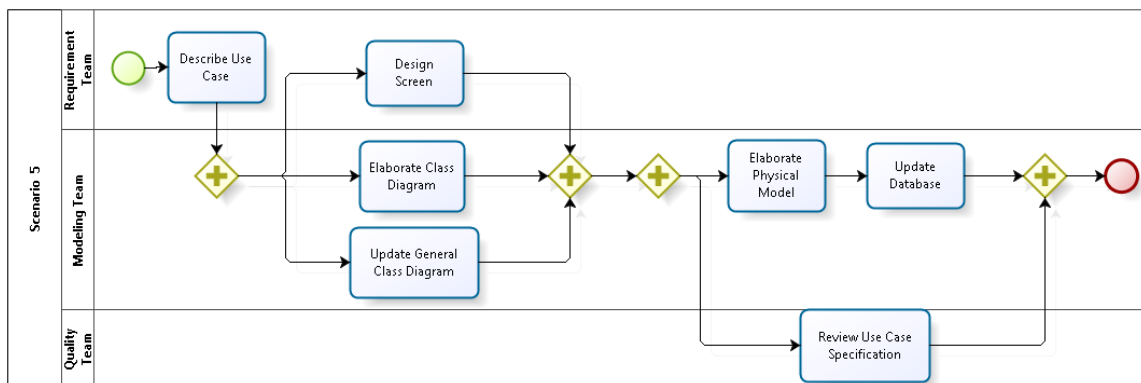 Scenario 5
Requirement
Team
Describe Use
Case
Design
Screen
Modeling Team
Elaborate Class
Diagram
Update General
Class Diagram
Elaborate
Physical
Model
Update
Database
Quality
Team
Review Use Case
Specification